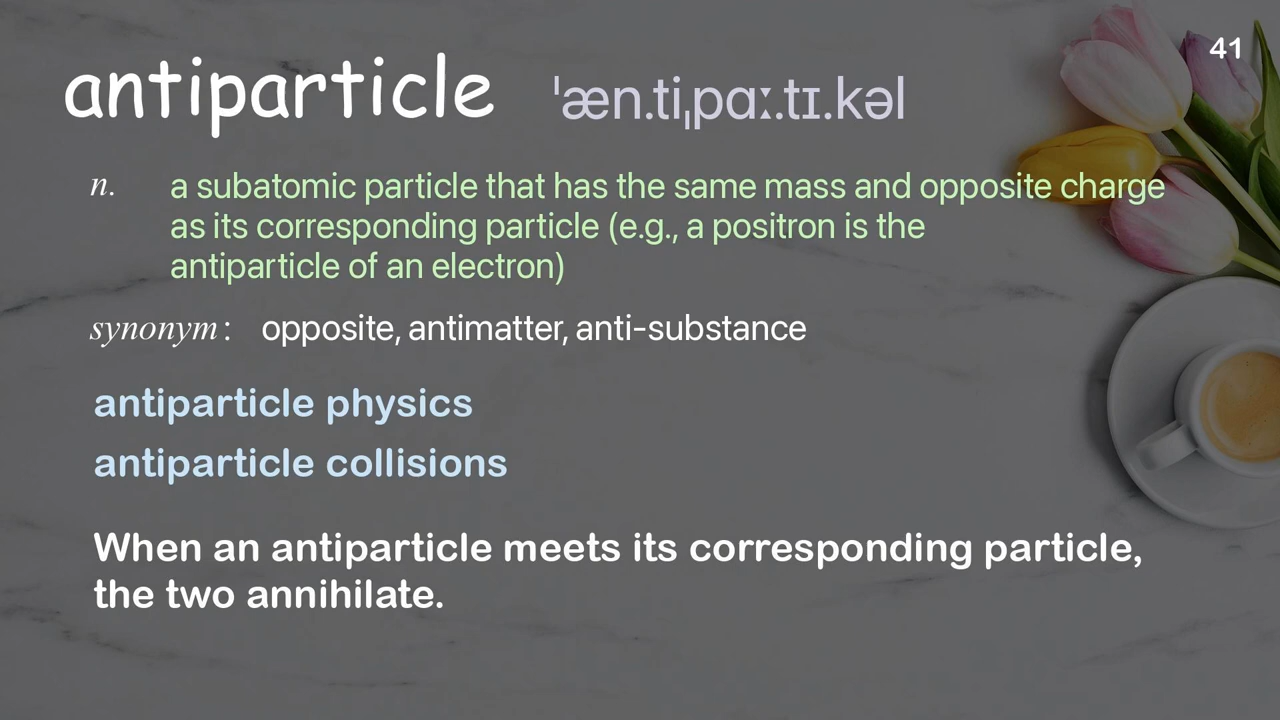 41
antiparticle ˈæn.tiˌpɑː.tɪ.kəl
n. a subatomic particle that has the same mass and opposite charge
as its corresponding particle (e.g., a positron is the
antiparticle of an electron)
synonym: opposite, antimatter, anti-substance
antiparticle physics
antiparticle collisions
When an antiparticle meets its corresponding particle,
the two annihilate.